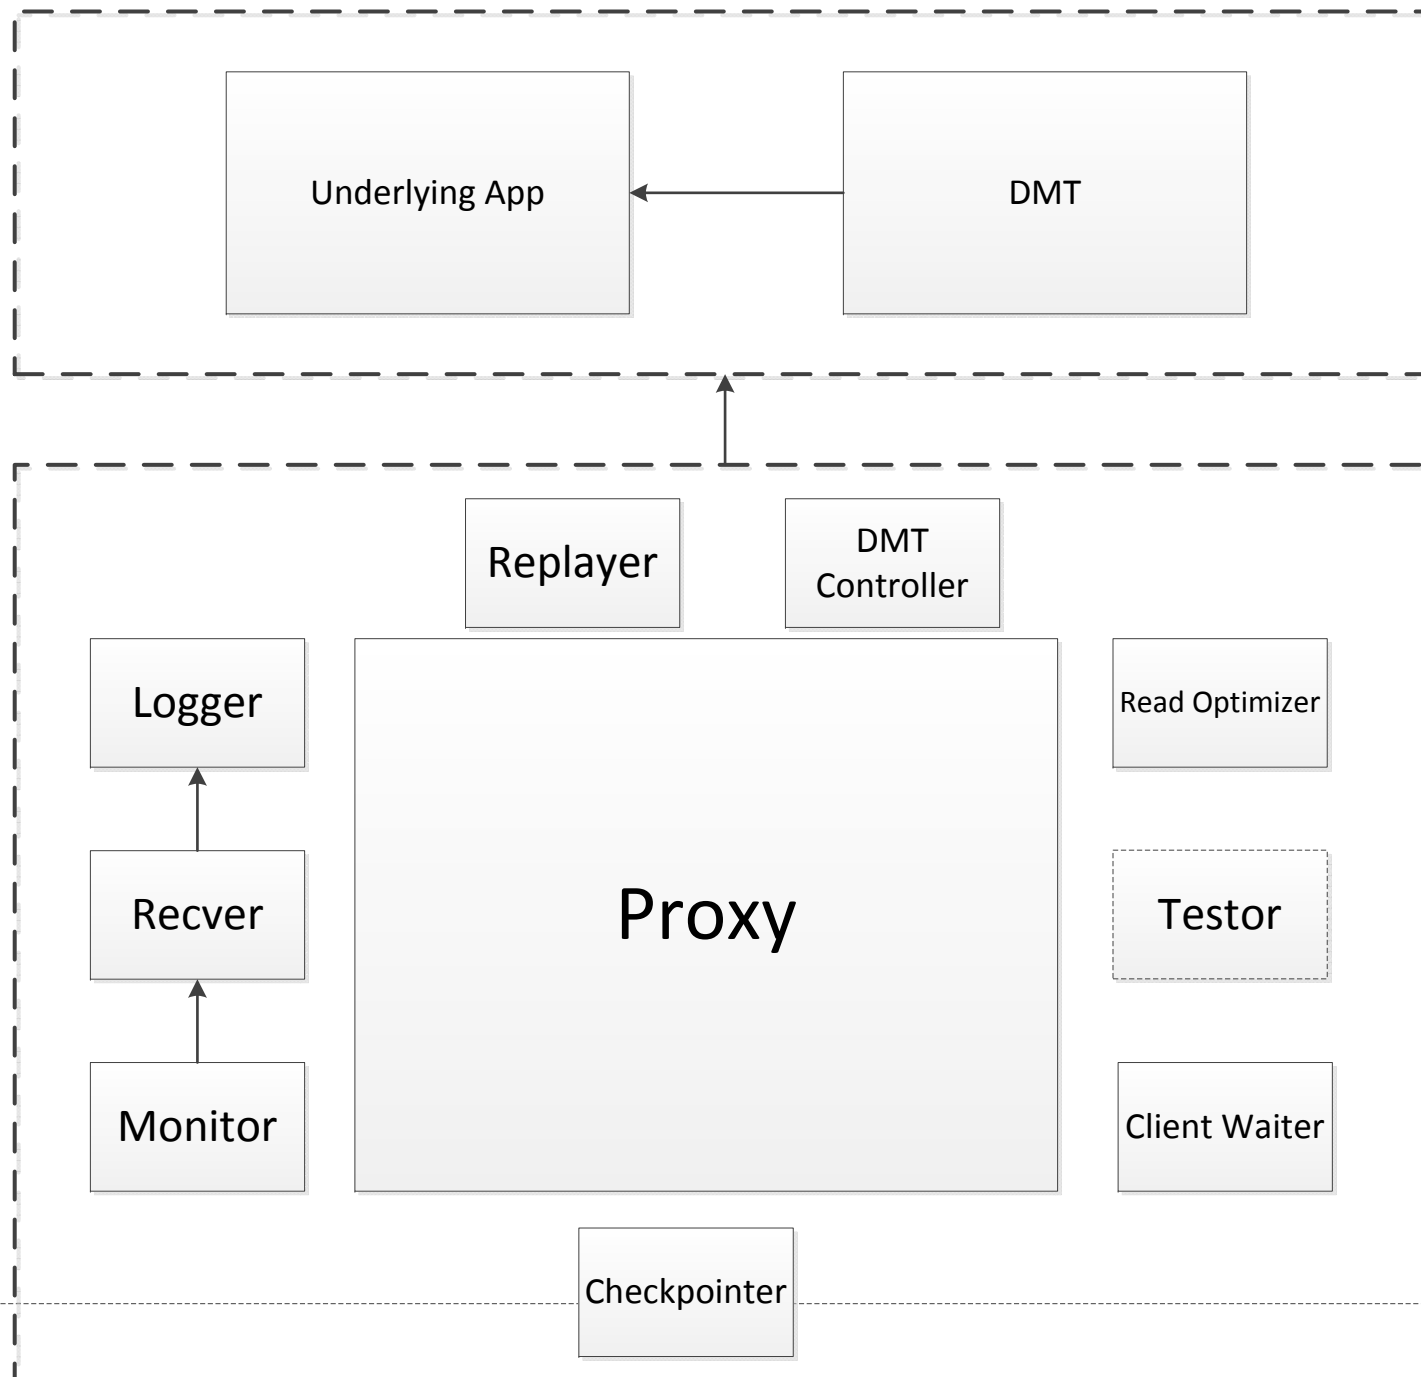 Underlying App
DMT
Replayer
DMT
Controller
Logger
Read Optimizer
Recver
Proxy
Testor
Monitor
Client Waiter
Checkpointer